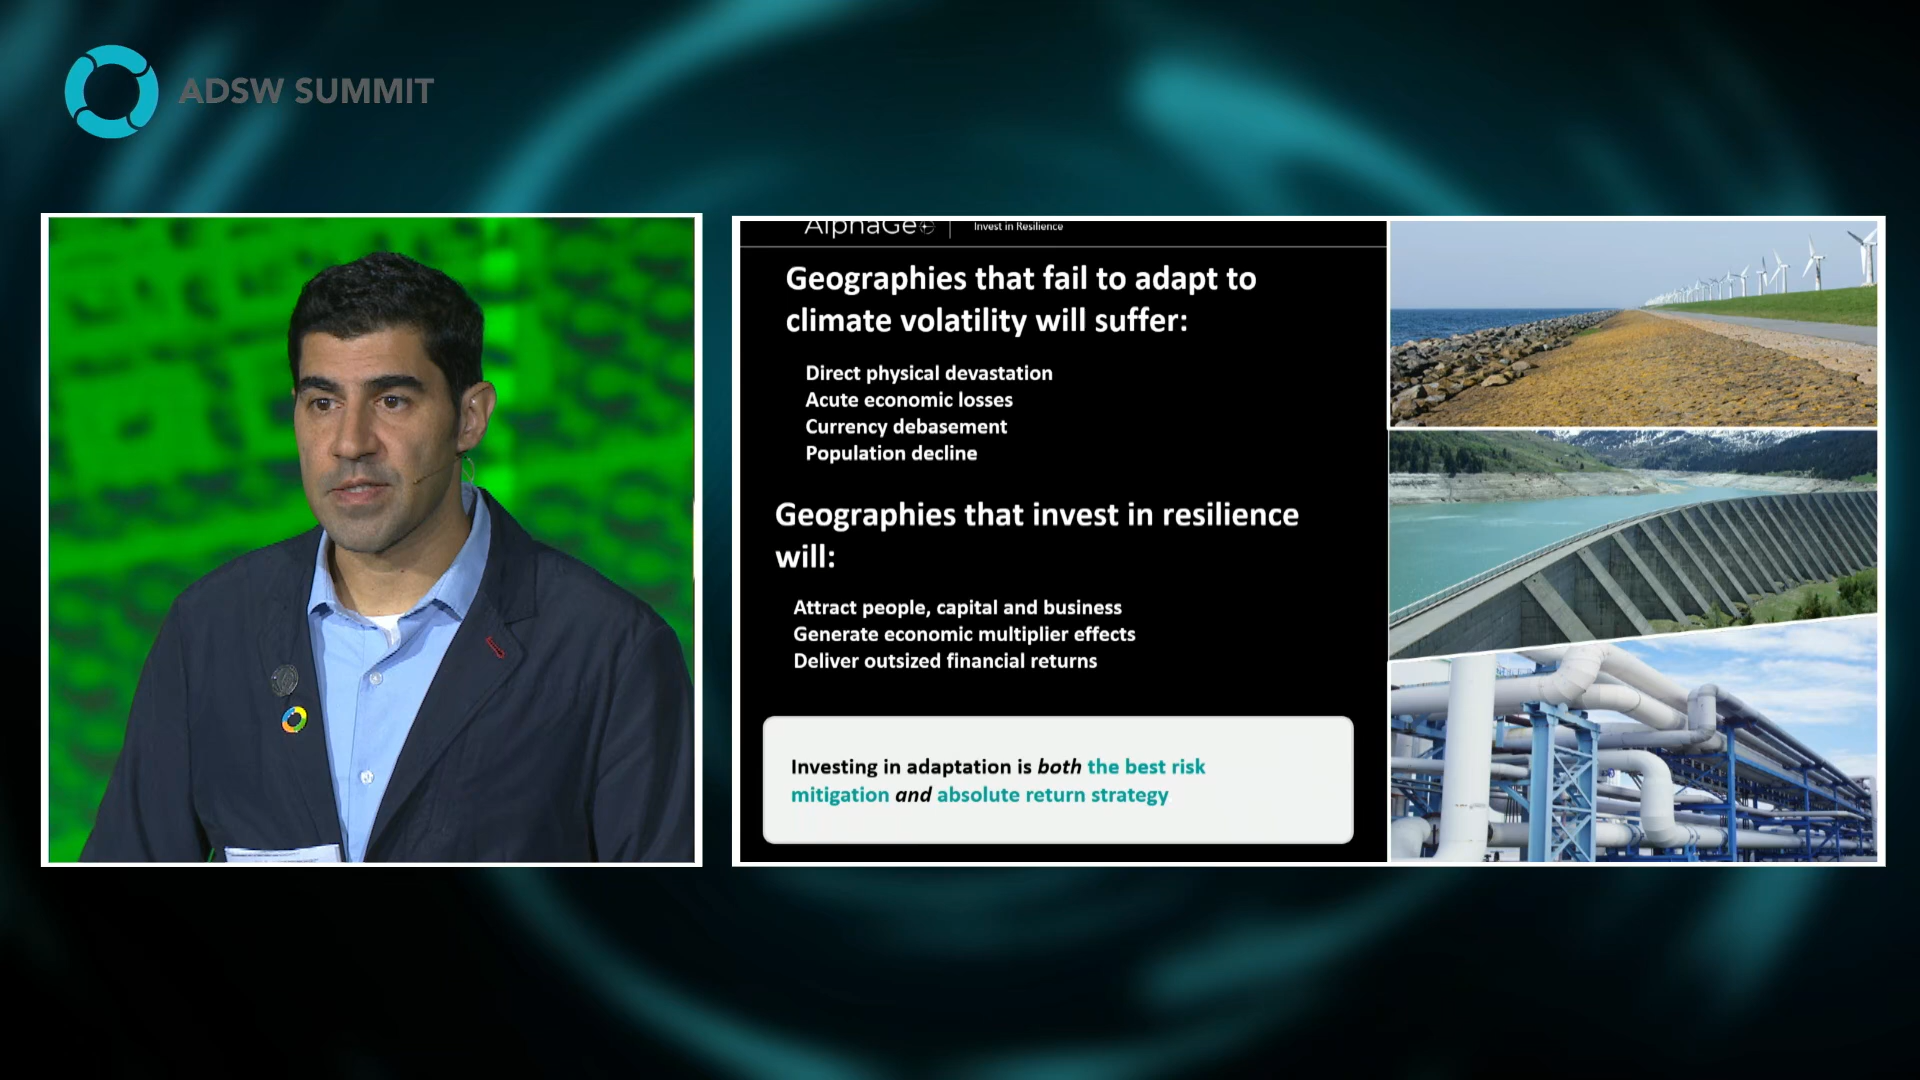 ADSW SUMMIT
AlphaGeo
Invest in Resilience
Geographies that fail to adapt to
climate volatility will suffer:
Direct physical devastation
Acute economic losses
Currency debasement
Population decline
Geographies that invest in resilience
will:
Attract people, capital and business
Generate economic multiplier effects
Deliver outsized financial returns
Investing in adaptation is both the best risk
mitigation and absolute return strategy